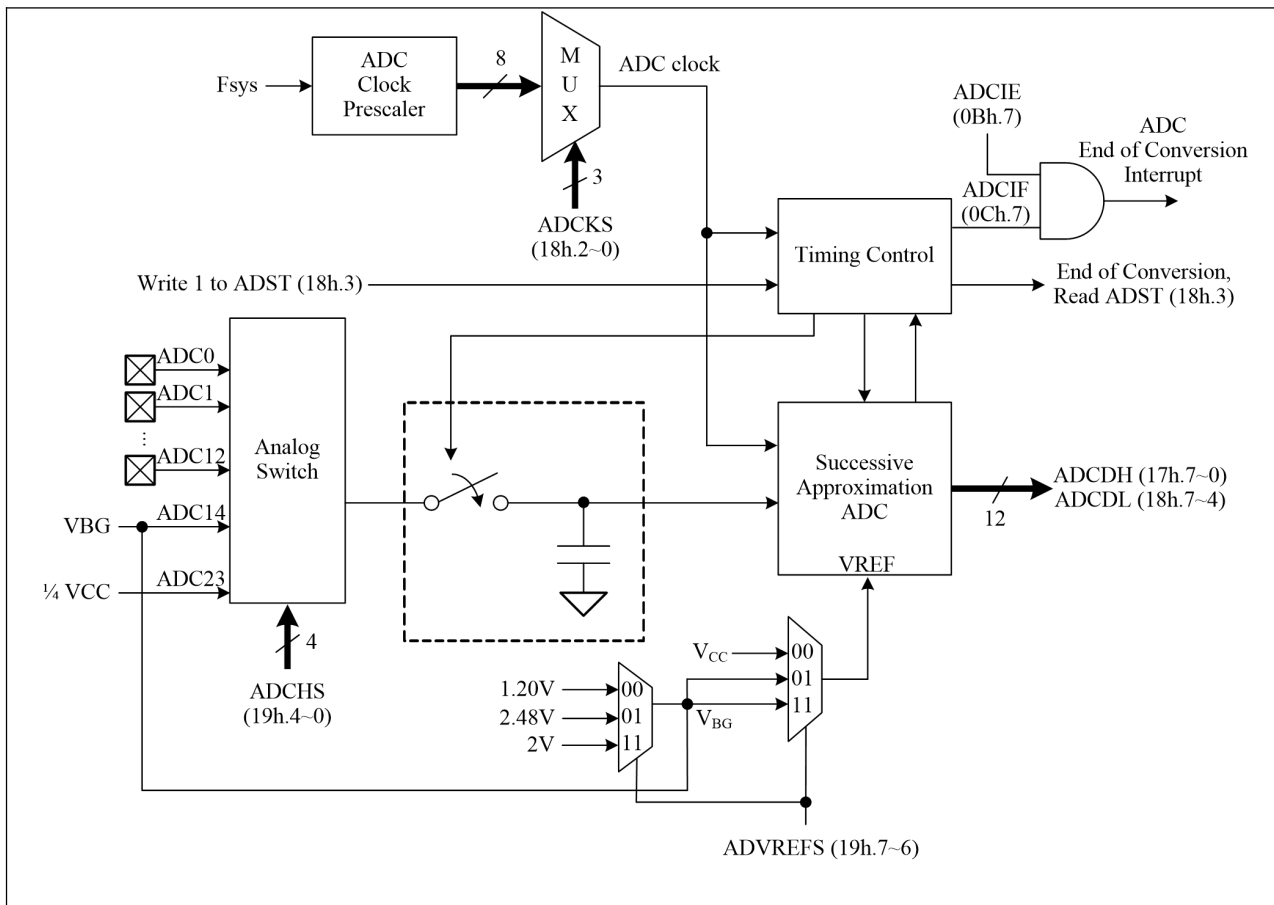 ADC
Clock
Prescaler
Fsys
8
M
U
X
ADC clock
3
ADCKS
(18h.2~0)
ADCIE
(0Bh.7)
ADC
End of Conversion
Interrupt
ADCIF
(0Ch.7)
Timing Control
Write 1 to ADST (18h.3)
End of Conversion,
Read ADST (18h.3)
ADC0
ADC1
...
ADC12
VBG
ADC14
¼ VCC
ADC23
Analog
Switch
4
ADCHS
(19h.4~0)
Successive
Approximation
ADC
VREF
12
ADCDH (17h.7~0)
ADCDL (18h.7~4)
1.20V
2.48V
2V
00
01
11
VBG
VCC
00
01
11
ADVREFS (19h.7~6)